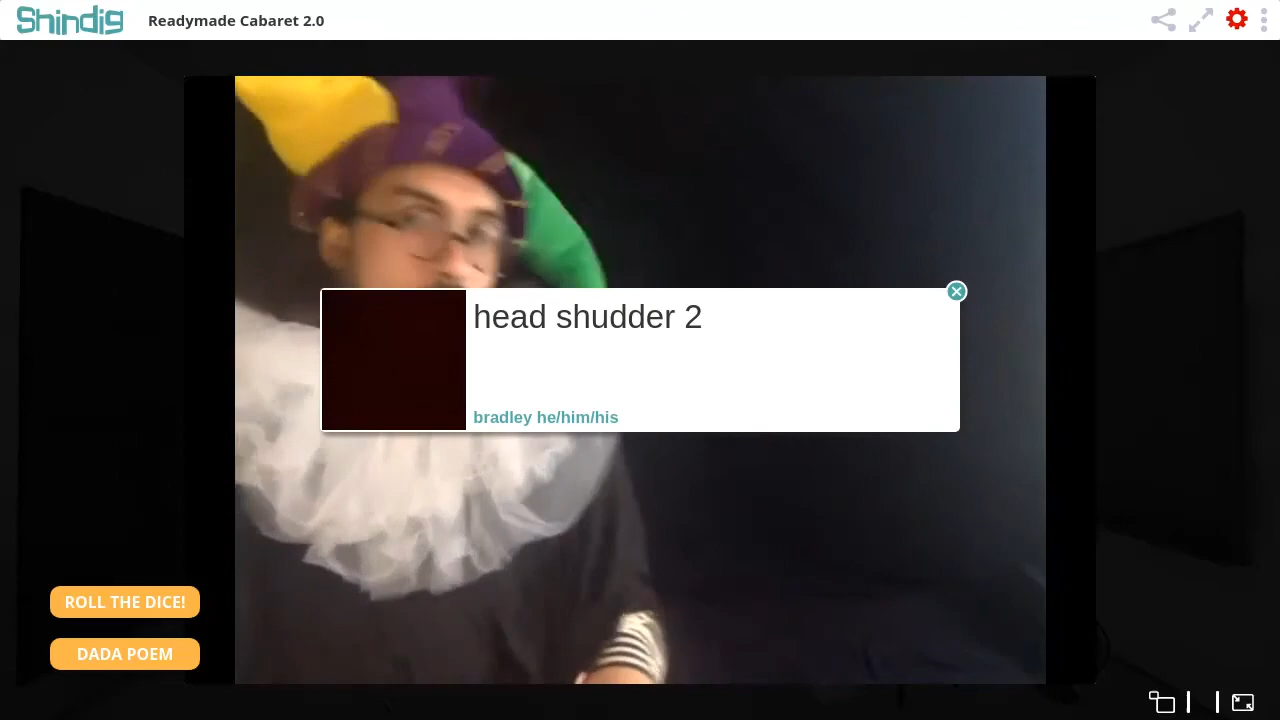 Shindig
Readymade Cabaret 2.0
head shudder 2
bradley he/him/his
ROLL THE DICE!
DADA POEM